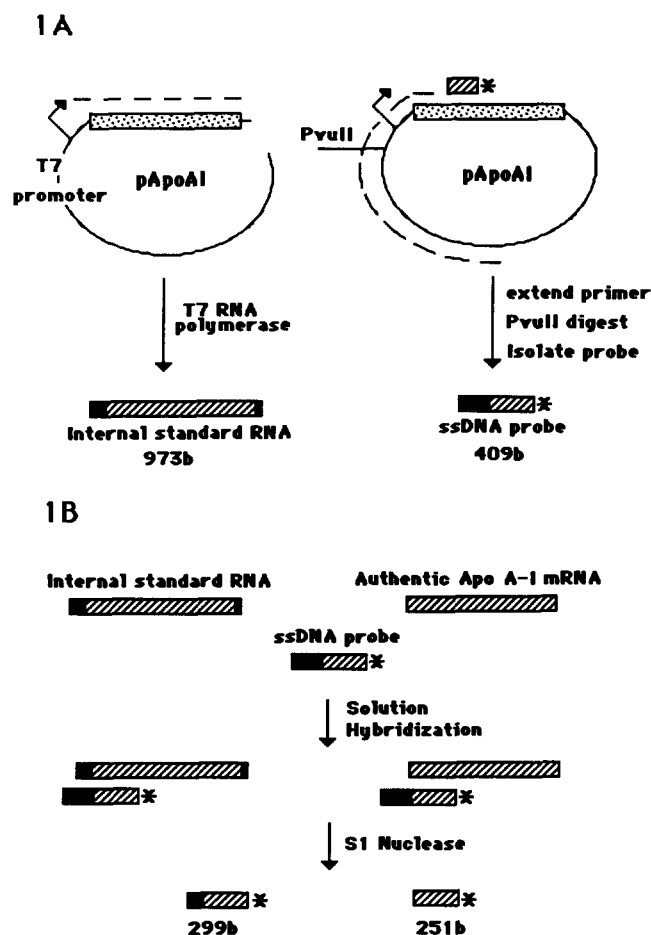 1A
PvuII
T7
promoter
pApoAI
pApoAI
T7 RNA
polymerase
extend primer
PvuII digest
Isolate probe
Internal standard RNA
973b
ssDNA probe
409b
1B
Internal standard RNA
Authentic Apo A-I mRNA
ssDNA probe
Solution
Hybridization
S1 Nuclease
299b
251b